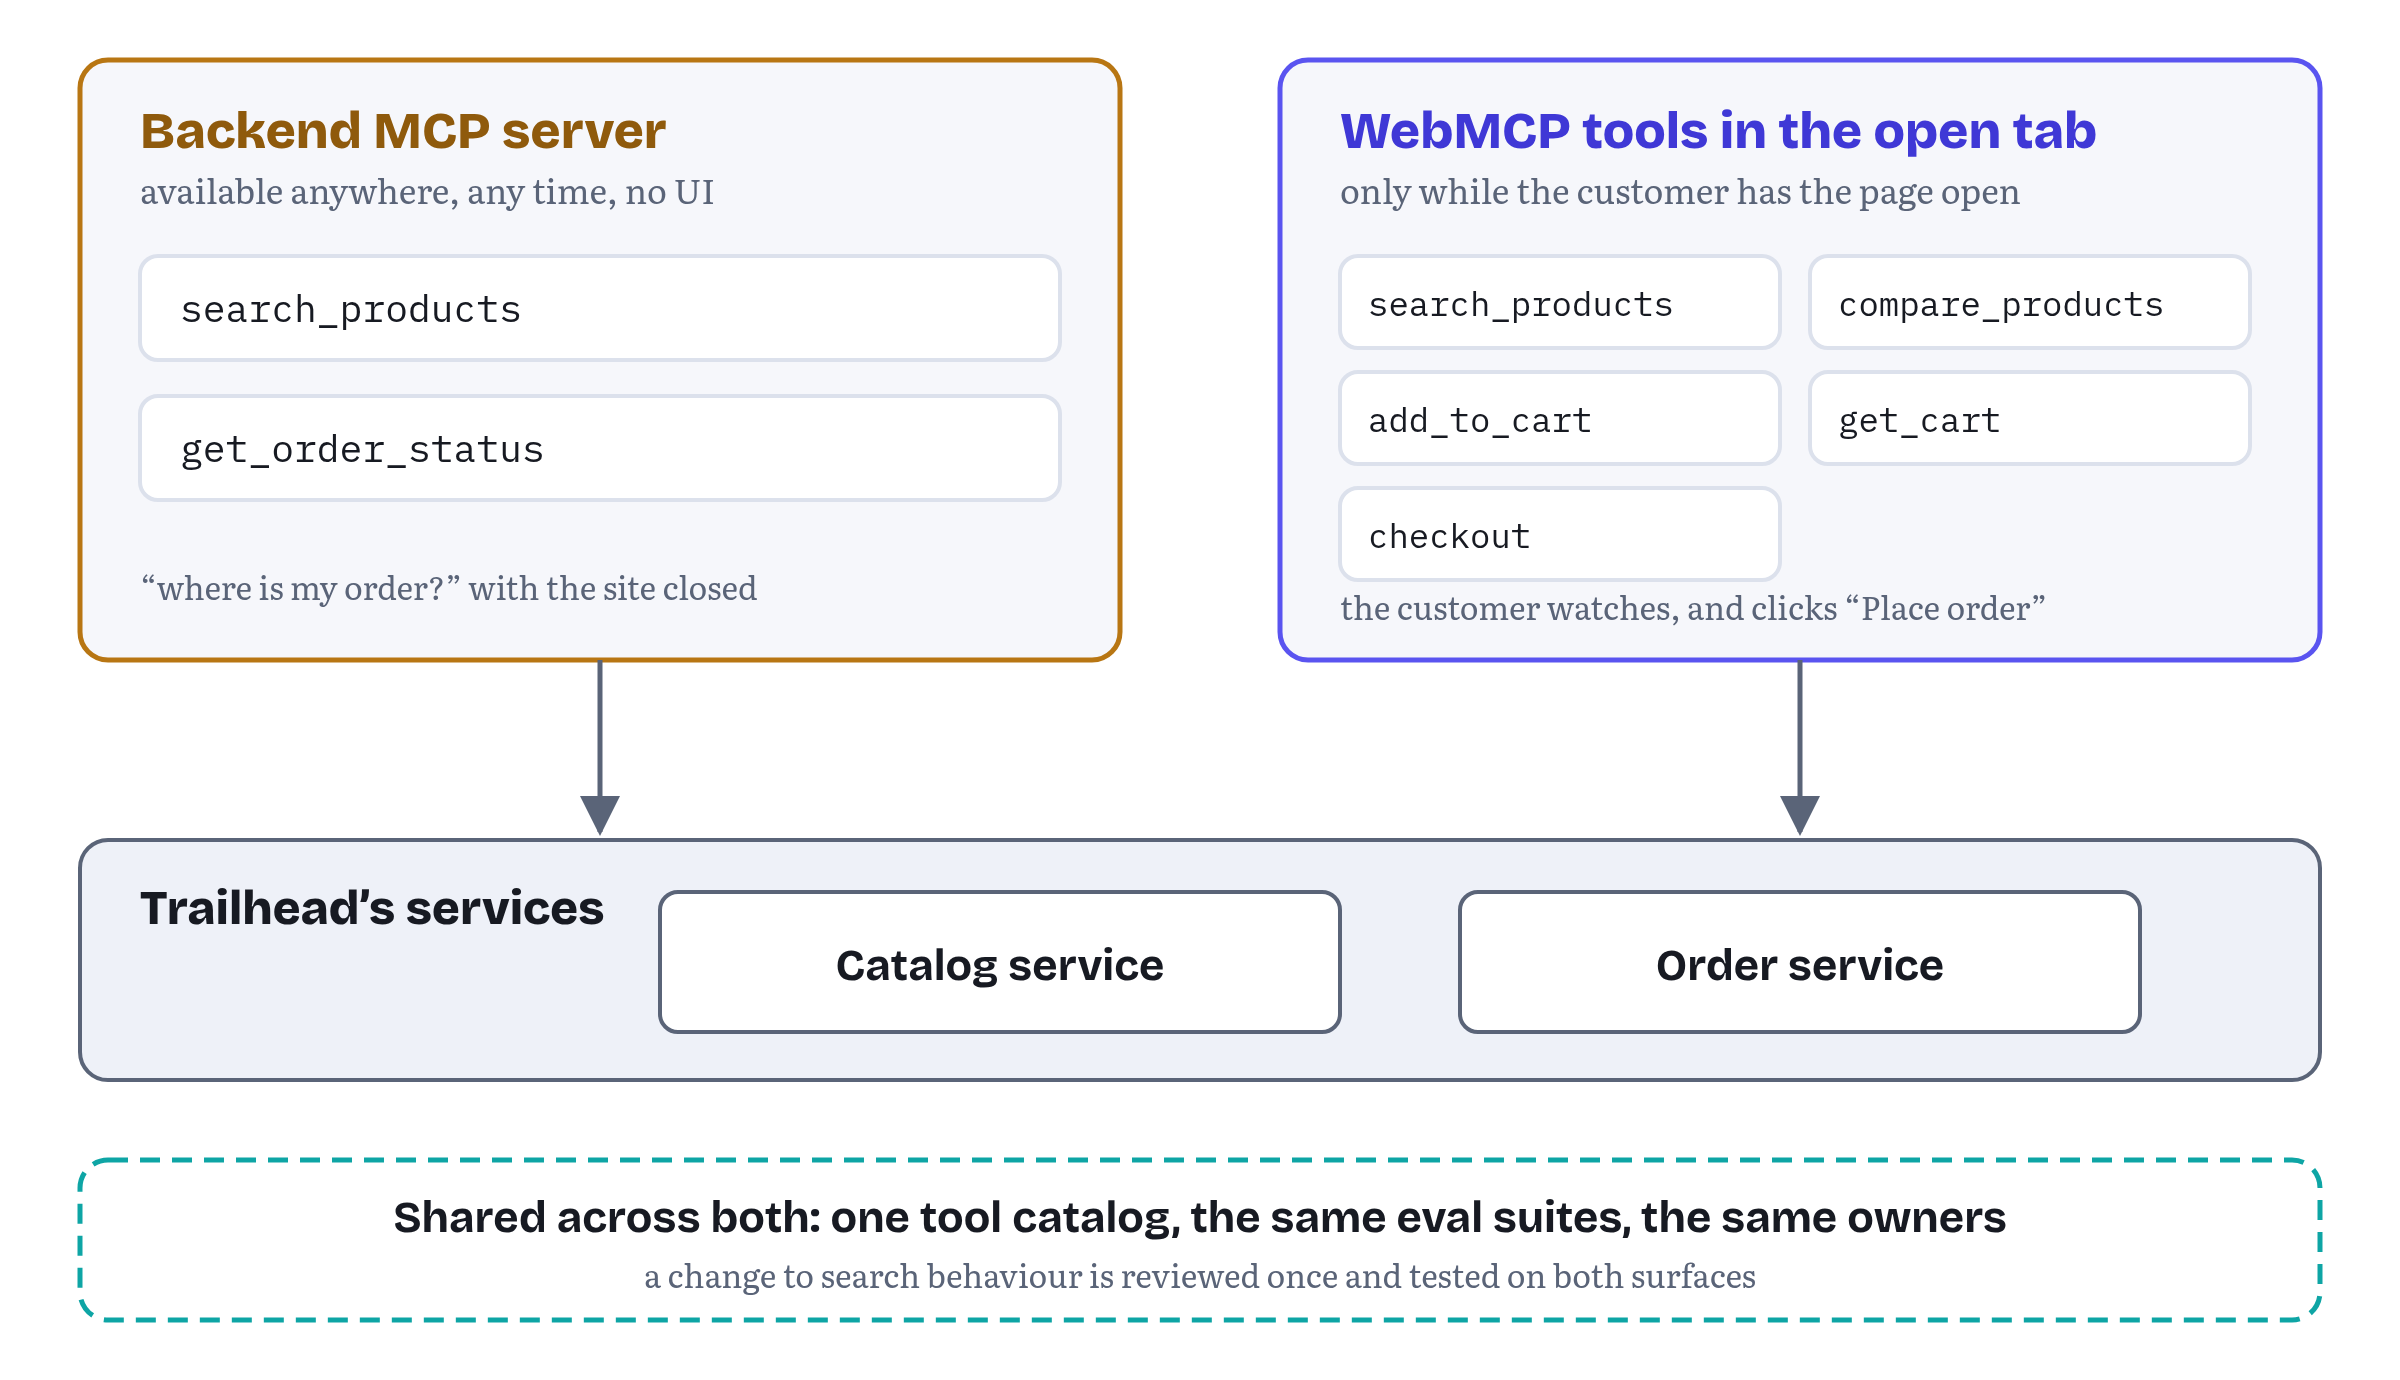 Backend MCP server
available anywhere, any time, no UI
search_products
get_order_status
“where is my order?” with the site closed
WebMCP tools in the open tab
only while the customer has the page open
search_products
compare_products
add_to_cart
get_cart
checkout
the customer watches, and clicks “Place order”
Trailhead’s services
Catalog service
Order service
Shared across both: one tool catalog, the same eval suites, the same owners
a change to search behaviour is reviewed once and tested on both surfaces